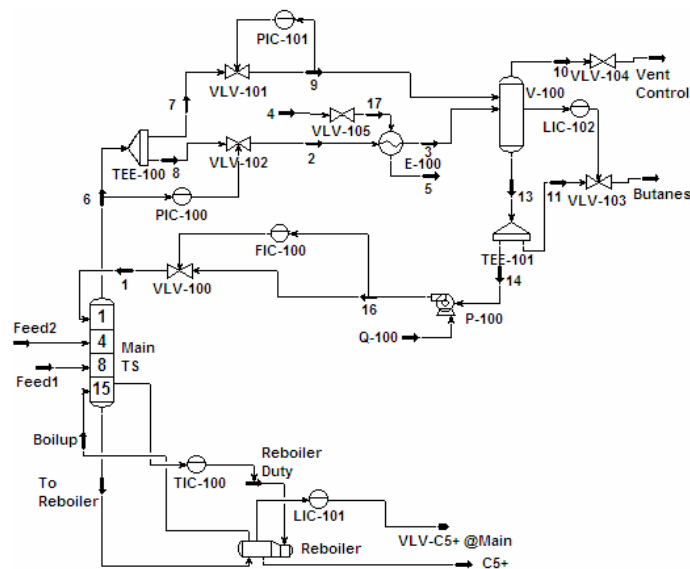 PIC-101
VLV-101
9
7
10
VLV-104
Vent
Control
V-100
4
17
VLV-105
LIC-102
TEE-100
8
VLV-102
2
3
E-100
5
6
PIC-100
13
11
VLV-103
Butanes
FIC-100
TEE-101
14
1
VLV-100
16
P-100
Q-100
1
Feed2
4
Main
TS
8
Feed1
15
Boilup
To
Reboiler
TIC-100
Reboiler
Duty
LIC-101
VLV-C5+ @Main
Reboiler
C5+